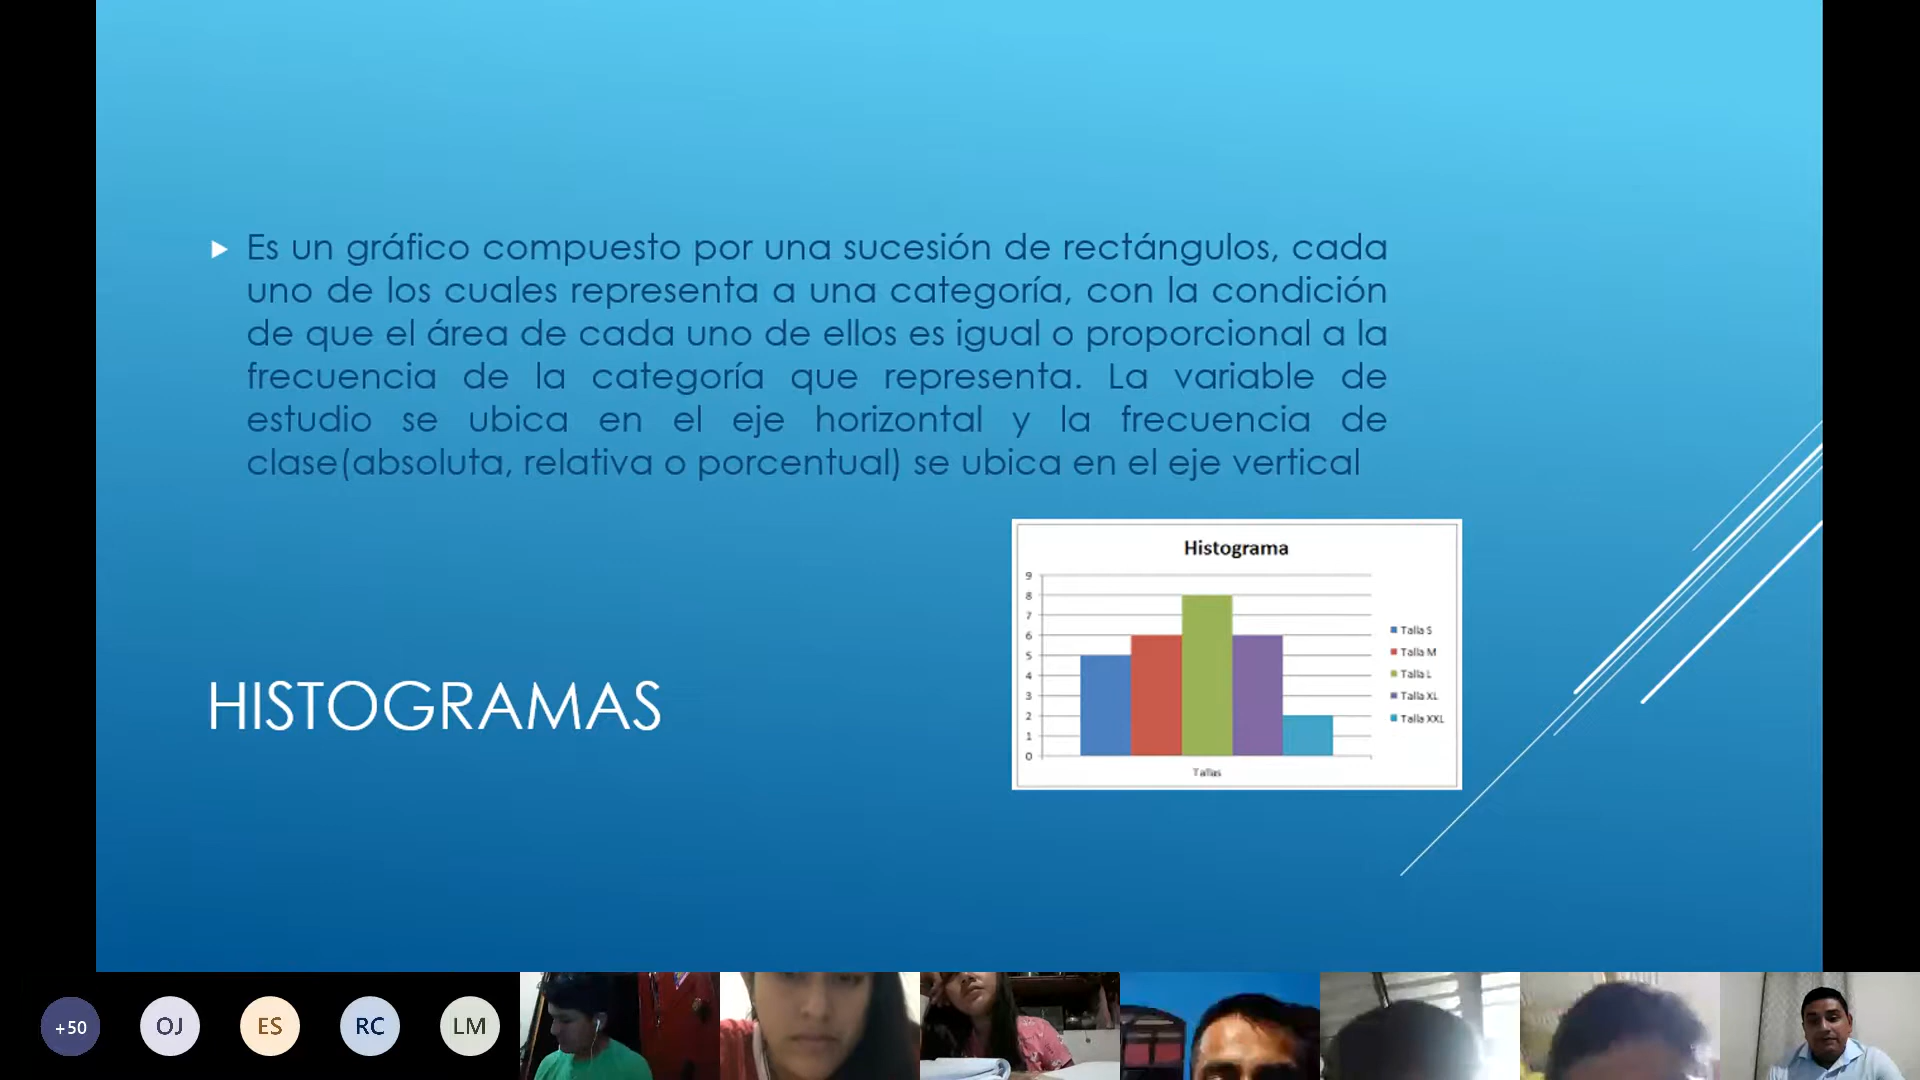 Es un gráfico compuesto por una sucesión de rectángulos, cada
uno de los cuales representa a una categoría, con la condición
de que el área de cada uno de ellos es igual o proporcional a la
frecuencia de la categoría que representa. La variable de
estudio se ubica en el eje horizontal y la frecuencia de
clase(absoluta, relativa o porcentual) se ubica en el eje vertical
HISTOGRAMAS
Histograma
9
8
7
6
5
4
3
2
1
0
Tallas
Talla S
Talla M
Talla L
Talla XL
Talla XXL
+50
OJ
ES
RC
LM